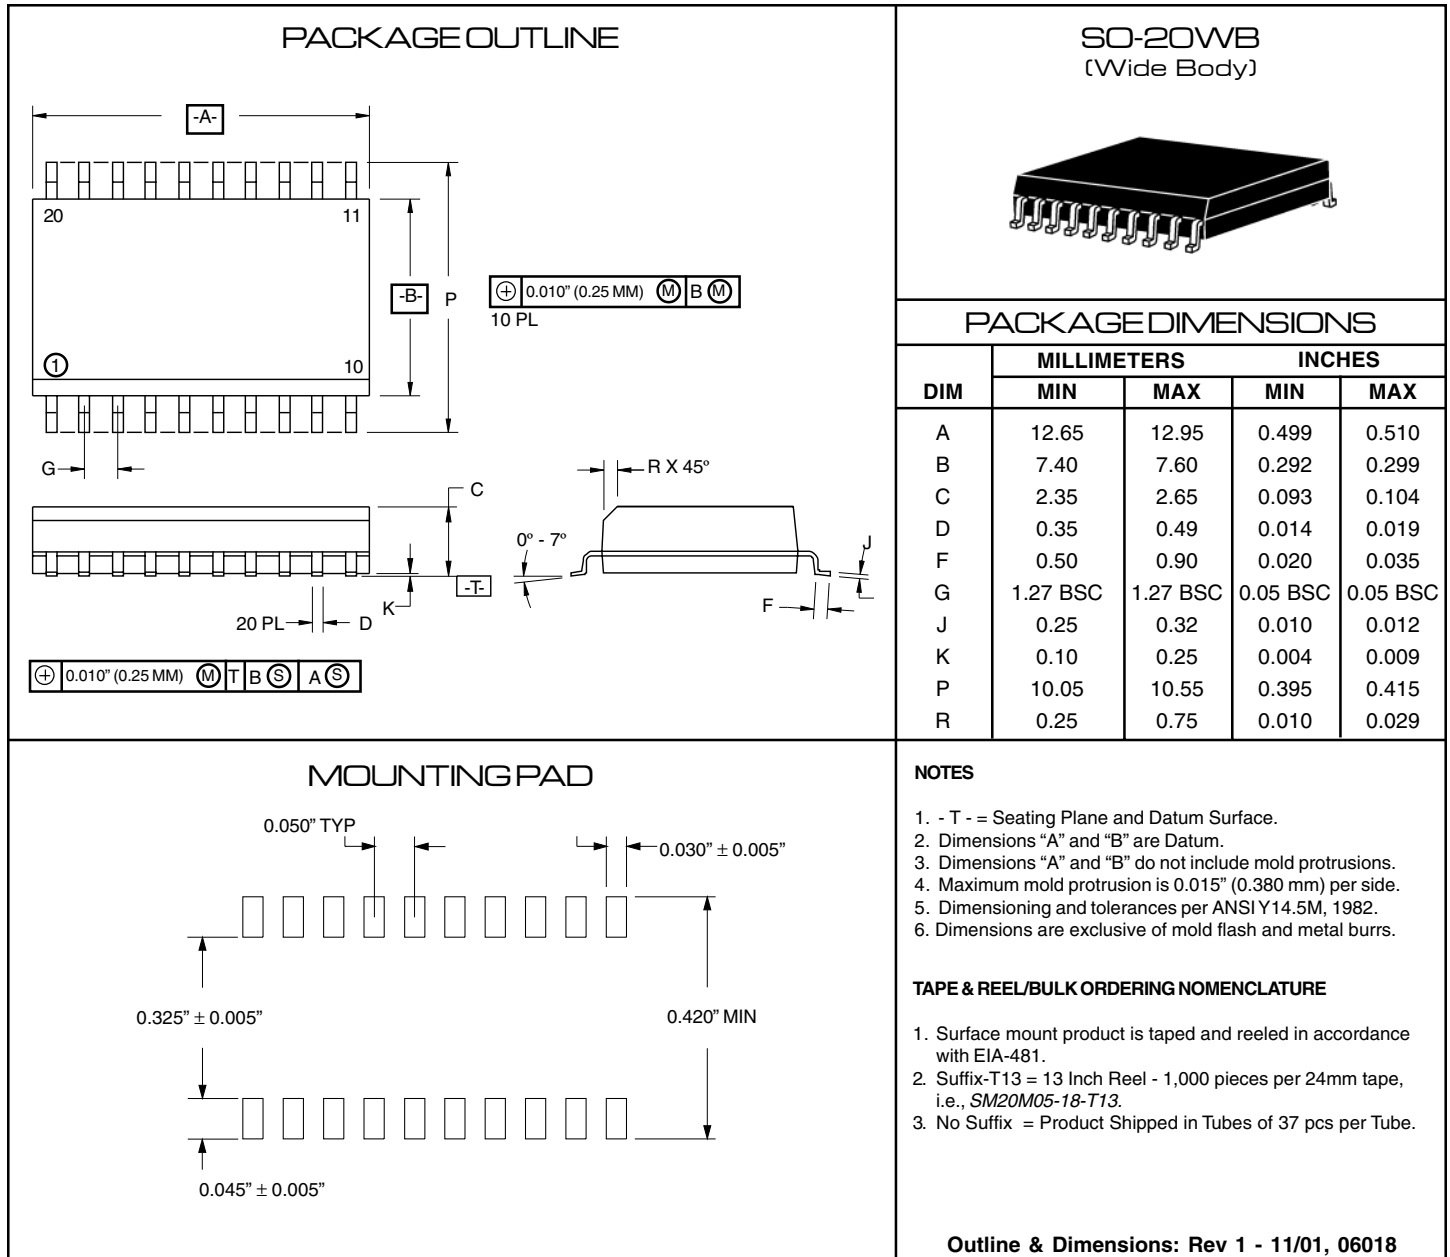 PACKAGE OUTLINE
-A-
20
11
-B-
P
⌖ 0.010” (0.25 MM) Ⓜ B Ⓜ
10 PL
1
10
G
C
R X 45º
0º - 7º
J
K
-T-
F
20 PL
D
⌖ 0.010” (0.25 MM) Ⓜ T B Ⓢ A Ⓢ
SO-20WB
(Wide Body)
PACKAGE DIMENSIONS
MILLIMETERS INCHES
DIM MIN MAX MIN MAX
A 12.65 12.95 0.499 0.510
B 7.40 7.60 0.292 0.299
C 2.35 2.65 0.093 0.104
D 0.35 0.49 0.014 0.019
F 0.50 0.90 0.020 0.035
G 1.27 BSC 1.27 BSC 0.05 BSC 0.05 BSC
J 0.25 0.32 0.010 0.012
K 0.10 0.25 0.004 0.009
P 10.05 10.55 0.395 0.415
R 0.25 0.75 0.010 0.029
MOUNTING PAD
0.050” TYP
0.030” ± 0.005”
0.325” ± 0.005”
0.420” MIN
0.045” ± 0.005”
NOTES
1. - T - = Seating Plane and Datum Surface.
2. Dimensions “A” and “B” are Datum.
3. Dimensions “A” and “B” do not include mold protrusions.
4. Maximum mold protrusion is 0.015” (0.380 mm) per side.
5. Dimensioning and tolerances per ANSI Y14.5M, 1982.
6. Dimensions are exclusive of mold flash and metal burrs.
TAPE & REEL/BULK ORDERING NOMENCLATURE
1. Surface mount product is taped and reeled in accordance
with EIA-481.
2. Suffix-T13 = 13 Inch Reel - 1,000 pieces per 24mm tape,
i.e., SM20M05-18-T13.
3. No Suffix = Product Shipped in Tubes of 37 pcs per Tube.
Outline & Dimensions: Rev 1 - 11/01, 06018